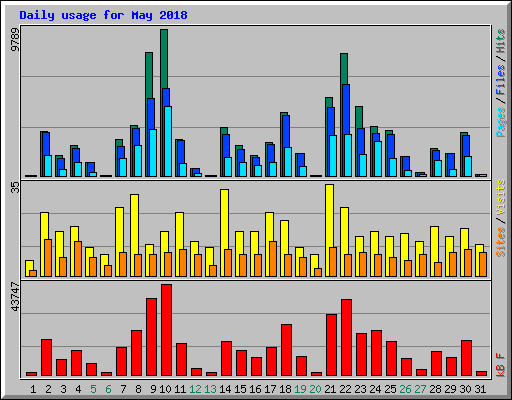 Daily usage for May 2018
9789
Pages / Files / Hits
35
Sites / Visits
43747
kB F
1 2 3 4 5 6 7 8 9 10 11 12 13 14 15 16 17 18 19 20 21 22 23 24 25 26 27 28 29 30 31